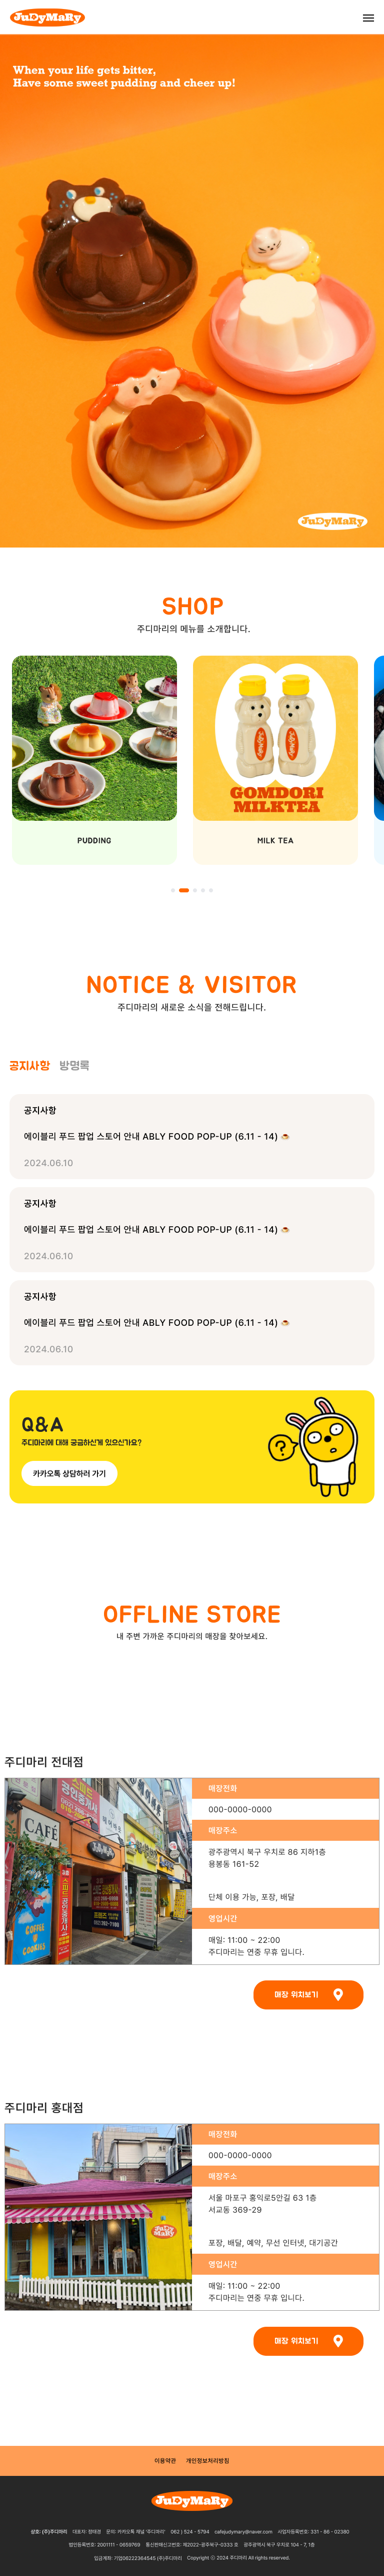 JuDyMaRy
When your life gets bitter,
Have some sweet pudding and cheer up!
JuDyMaRy
SHOP
주디마리의 메뉴를 소개합니다.
GOMDORI
MILKTEA
PUDDING
MILK TEA
NOTICE & VISITOR
주디마리의 새로운 소식을 전해드립니다.
공지사항 방명록
공지사항
에이블리 푸드 팝업 스토어 안내 ABLY FOOD POP-UP (6.11 - 14) 🍮
2024.06.10
공지사항
에이블리 푸드 팝업 스토어 안내 ABLY FOOD POP-UP (6.11 - 14) 🍮
2024.06.10
공지사항
에이블리 푸드 팝업 스토어 안내 ABLY FOOD POP-UP (6.11 - 14) 🍮
2024.06.10
Q&A
주디마리에 대해 궁금하신게 있으신가요?
카카오톡 상담하러 가기
?
OFFLINE STORE
내 주변 가까운 주디마리의 매장을 찾아보세요.
주디마리 전대점
CAFÉ
COFFEE
& COOKIES
공인중개사
JuDyMaRy
매장전화
000-0000-0000
매장주소
광주광역시 북구 우치로 86 지하1층
용봉동 161-52
단체 이용 가능, 포장, 배달
영업시간
매일: 11:00 ~ 22:00
주디마리는 연중 무휴 입니다.
매장 위치보기
주디마리 홍대점
JuDy
MaRy
매장전화
000-0000-0000
매장주소
서울 마포구 홍익로5안길 63 1층
서교동 369-29
포장, 배달, 예약, 무선 인터넷, 대기공간
영업시간
매일: 11:00 ~ 22:00
주디마리는 연중 무휴 입니다.
매장 위치보기
이용약관 개인정보처리방침
JuDyMaRy
상호: (주)주디마리 대표자: 정태경 문의: 카카오톡 채널 '주디마리' 062 ) 524 - 5794 cafejudymary@naver.com 사업자등록번호: 331 - 86 - 02380
법인등록번호: 2001111 - 0659769 통신판매신고번호: 제2022-광주북구-0333 호 광주광역시 북구 우치로 104 - 7, 1층
입금계좌: 기업06222364545 (주)주디마리 Copyright ⓒ 2024 주디마리 All rights reserved.